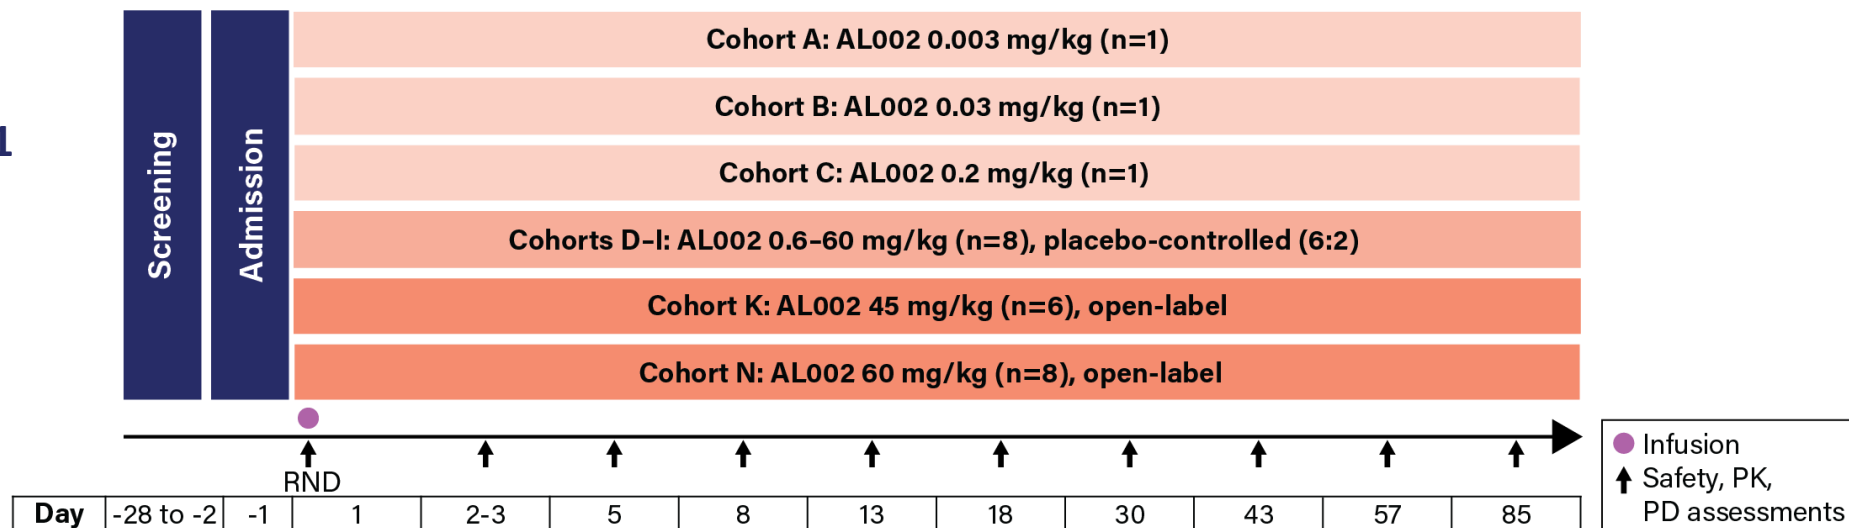 1
Screening
Admission
Cohort A: AL002 0.003 mg/kg (n=1)
Cohort B: AL002 0.03 mg/kg (n=1)
Cohort C: AL002 0.2 mg/kg (n=1)
Cohorts D–I: AL002 0.6–60 mg/kg (n=8), placebo-controlled (6:2)
Cohort K: AL002 45 mg/kg (n=6), open-label
Cohort N: AL002 60 mg/kg (n=8), open-label
RND
Infusion
Safety, PK,
PD assessments
Day -28 to -2 -1 1 2-3 5 8 13 18 30 43 57 85